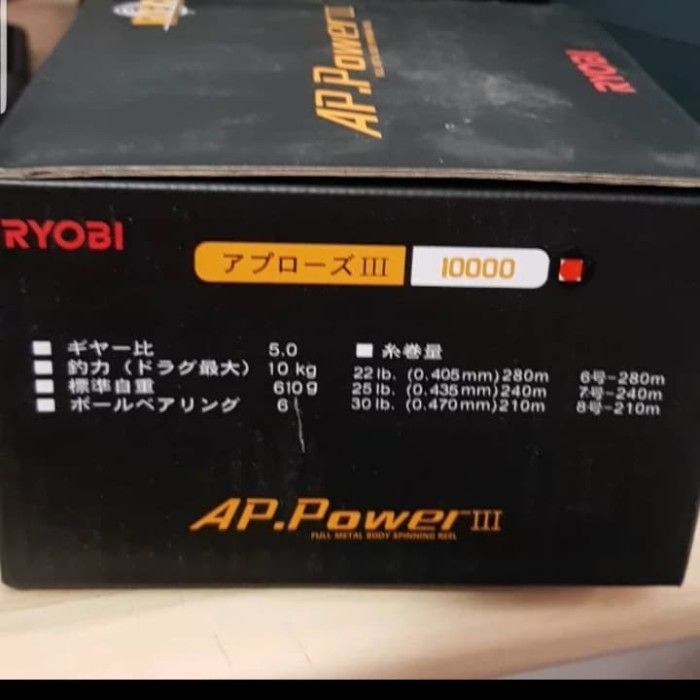 AP.Power
RYOBI
RYOBI
アプローズIII 10000
■ ギヤー比 5.0
■ 釣力(ドラグ最大) 10 kg
■ 標準自重 610g
■ ボールベアリング 6
■ 糸巻量
22 lb. (0.405mm)280m 6号-280m
25 lb. (0.435mm)240m 7号-240m
30 lb. (0.470mm)210m 8号-210m
AP.Power III
FULL METAL BODY SPINNING REEL